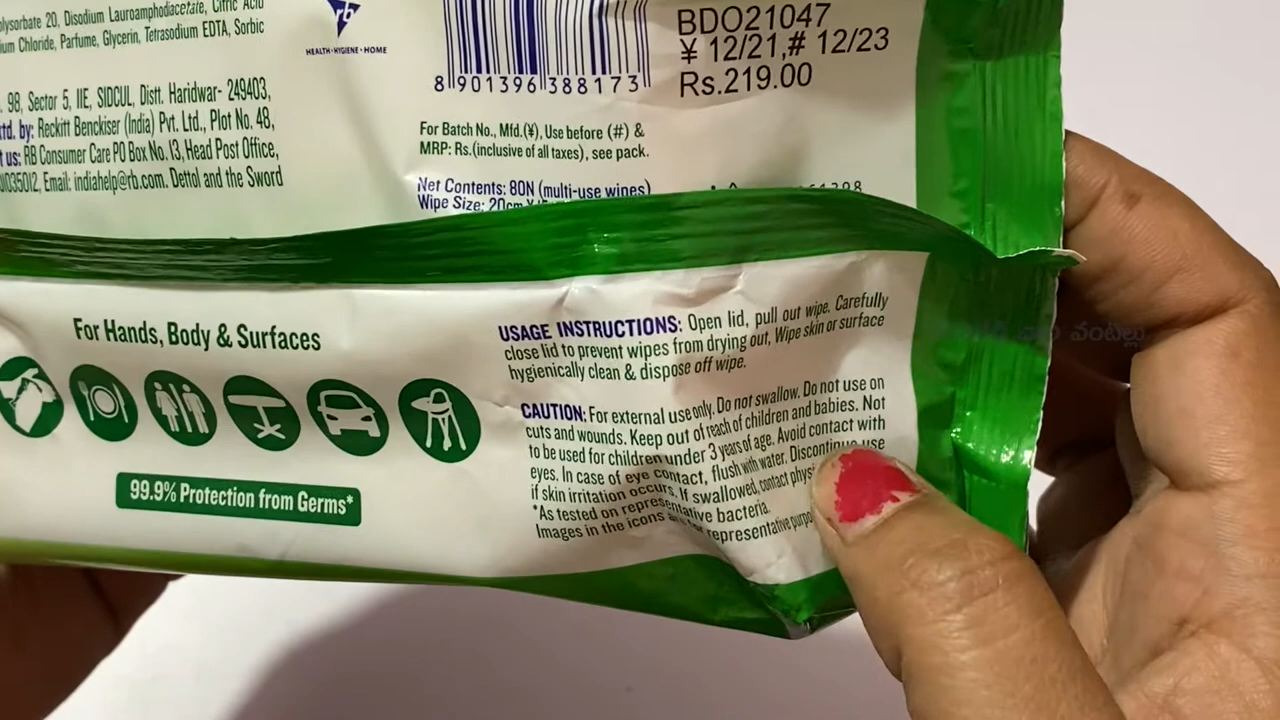 Polysorbate 20, Disodium Lauroamphodiacetate, Citric Acid
ium Chloride, Parfume, Glycerin, Tetrasodium EDTA, Sorbic
98, Sector 5, IIE, SIDCUL, Distt. Haridwar- 249403,
td. by: Reckitt Benckiser (India) Pvt. Ltd., Plot No. 48,
t us: RB Consumer Care PO Box No. 13, Head Post Office,
Email: indiahelp@rb.com. Dettol and the Sword
rb
HEALTH • HYGIENE • HOME
8 901396 388173
BDO21047
¥ 12/21,# 12/23
Rs.219.00
For Batch No., Mfd.(¥), Use before (#) &
MRP: Rs.(inclusive of all taxes), see pack.
Net Contents: 80N (multi-use wipes)
Wipe Size: 20cm
For Hands, Body & Surfaces
99.9% Protection from Germs*
USAGE INSTRUCTIONS: Open lid, pull out wipe. Carefully
close lid to prevent wipes from drying out, Wipe skin or surface
hygienically clean & dispose off wipe.
CAUTION: For external use only. Do not swallow. Do not use on
cuts and wounds. Keep out of reach of children and babies. Not
to be used for children under 3 years of age. Avoid contact with
eyes. In case of eye contact, flush with water. Discontinue use
if skin irritation occurs. If swallowed, contact phys
*As tested on representative bacteria.
Images in the icons are for representative purpo
వంటిల్లు